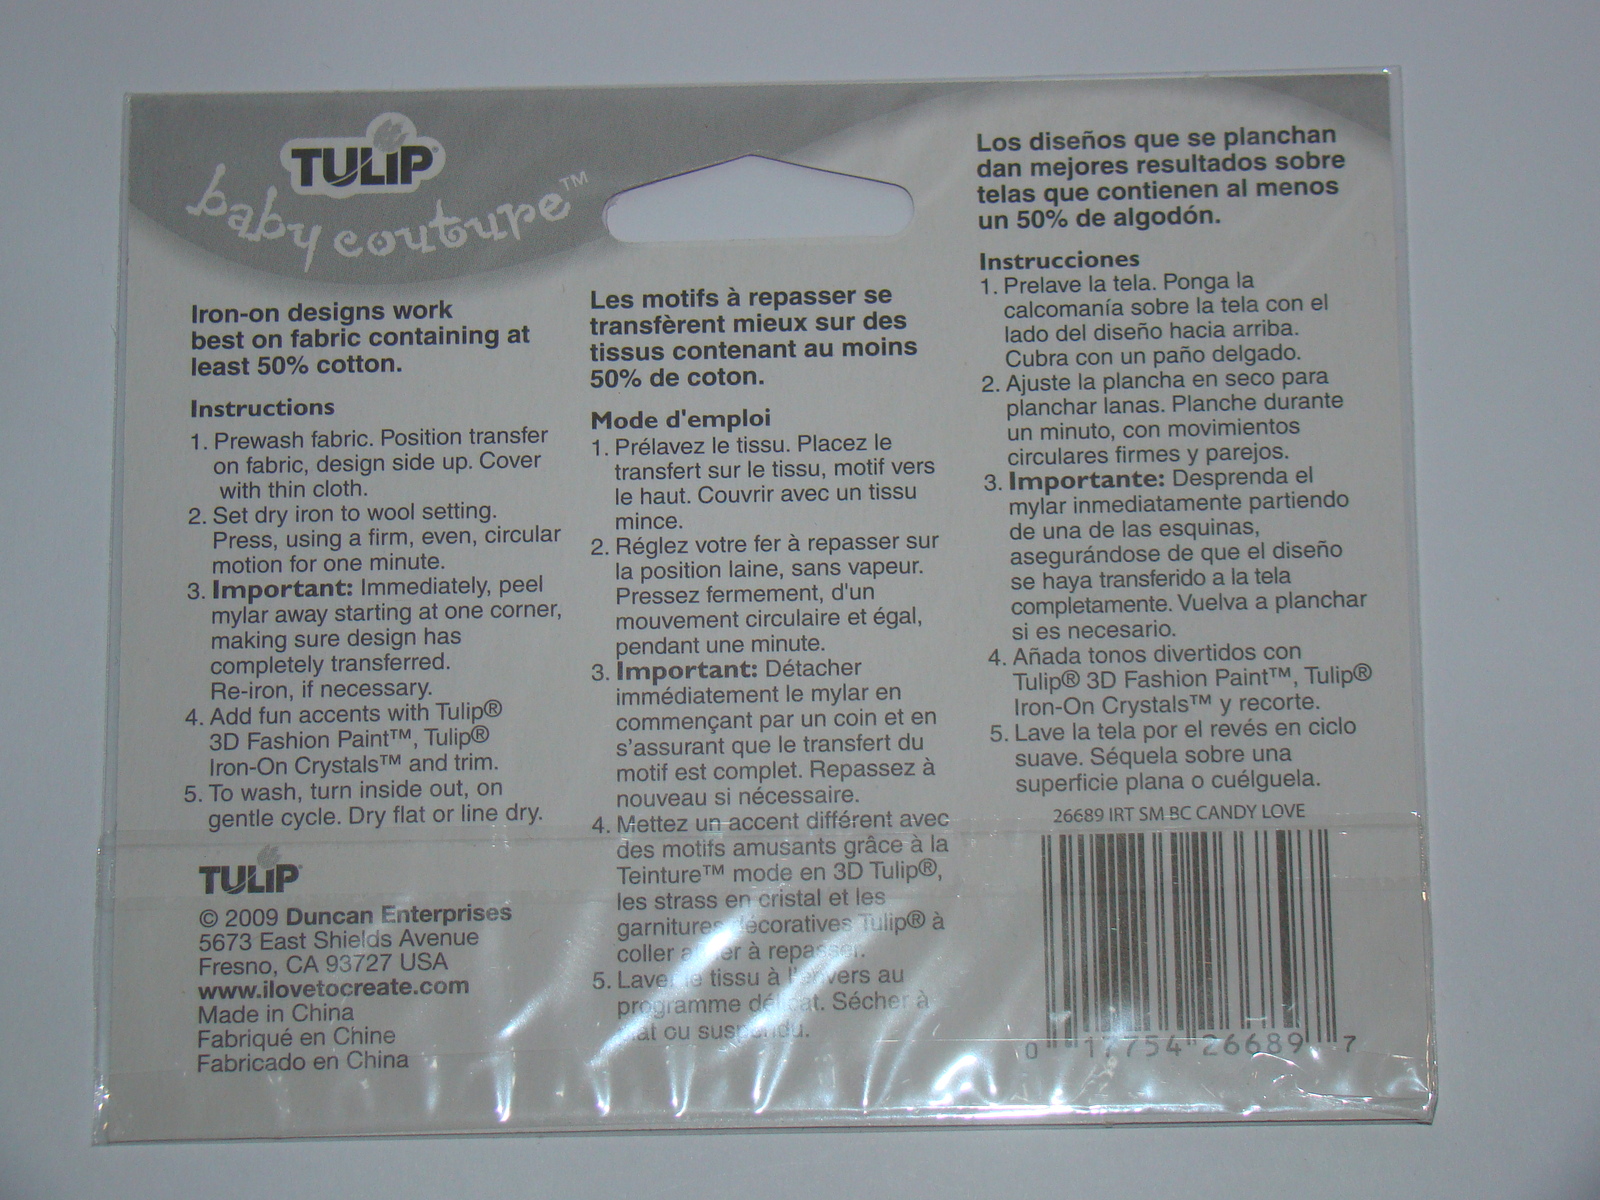 TULIP®
baby couture™
Iron-on designs work
best on fabric containing at
least 50% cotton.
Instructions
1. Prewash fabric. Position transfer
on fabric, design side up. Cover
with thin cloth.
2. Set dry iron to wool setting.
Press, using a firm, even, circular
motion for one minute.
3. Important: Immediately, peel
mylar away starting at one corner,
making sure design has
completely transferred.
Re-iron, if necessary.
4. Add fun accents with Tulip®
3D Fashion Paint™, Tulip®
Iron-On Crystals™ and trim.
5. To wash, turn inside out, on
gentle cycle. Dry flat or line dry.
TULIP®
© 2009 Duncan Enterprises
5673 East Shields Avenue
Fresno, CA 93727 USA
www.ilovetocreate.com
Made in China
Fabriqué en Chine
Fabricado en China
Les motifs à repasser se
transfèrent mieux sur des
tissus contenant au moins
50% de coton.
Mode d'emploi
1. Prélavez le tissu. Placez le
transfert sur le tissu, motif vers
le haut. Couvrir avec un tissu
mince.
2. Réglez votre fer à repasser sur
la position laine, sans vapeur.
Pressez fermement, d'un
mouvement circulaire et égal,
pendant une minute.
3. Important: Détacher
immédiatement le mylar en
commençant par un coin et en
s'assurant que le transfert du
motif est complet. Repassez à
nouveau si nécessaire.
4. Mettez un accent différent avec
des motifs amusants grâce à la
Teinture™ mode en 3D Tulip®,
les strass en cristal et les
garnitures décoratives Tulip® à
coller à repasser.
5. Lavez le tissu à l'envers au
programme délicat. Sécher à
plat ou suspendu.
Los diseños que se planchan
dan mejores resultados sobre
telas que contienen al menos
un 50% de algodón.
Instrucciones
1. Prelave la tela. Ponga la
calcomanía sobre la tela con el
lado del diseño hacia arriba.
Cubra con un paño delgado.
2. Ajuste la plancha en seco para
planchar lanas. Planche durante
un minuto, con movimientos
circulares firmes y parejos.
3. Importante: Desprenda el
mylar inmediatamente partiendo
de una de las esquinas,
asegurándose de que el diseño
se haya transferido a la tela
completamente. Vuelva a planchar
si es necesario.
4. Añada tonos divertidos con
Tulip® 3D Fashion Paint™, Tulip®
Iron-On Crystals™ y recorte.
5. Lave la tela por el revés en ciclo
suave. Séquela sobre una
superficie plana o cuélguela.
26689 IRT SM BC CANDY LOVE
0 17754 26689 7